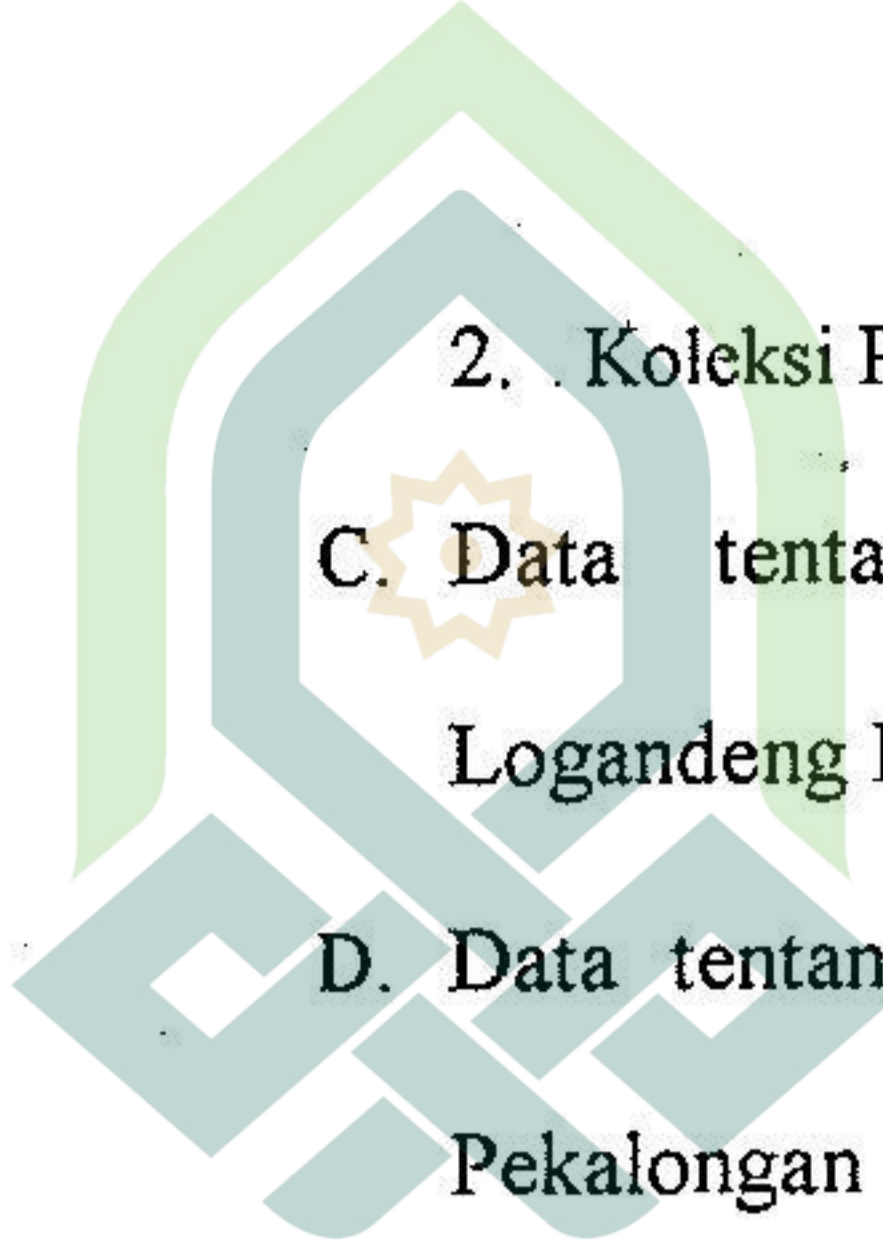 2. Koleksi
C. Data tenta
Logandeng
D. Data tentan
Pekalongan